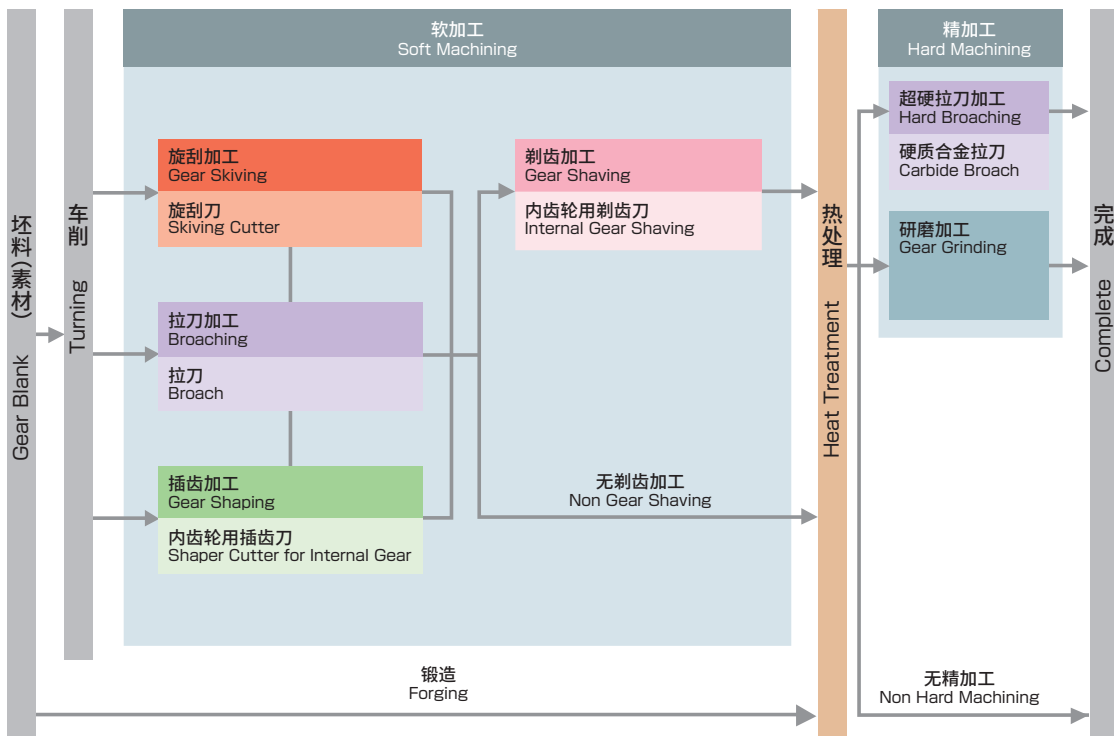 坯料(素材)
Gear Blank
车削
Turning
软加工
Soft Machining
旋刮加工
Gear Skiving
旋刮刀
Skiving Cutter
拉刀加工
Broaching
拉刀
Broach
插齿加工
Gear Shaping
内齿轮用插齿刀
Shaper Cutter for Internal Gear
剃齿加工
Gear Shaving
内齿轮用剃齿刀
Internal Gear Shaving
无剃齿加工
Non Gear Shaving
锻造
Forging
热处理
Heat Treatment
精加工
Hard Machining
超硬拉刀加工
Hard Broaching
硬质合金拉刀
Carbide Broach
研磨加工
Gear Grinding
无精加工
Non Hard Machining
完成
Complete